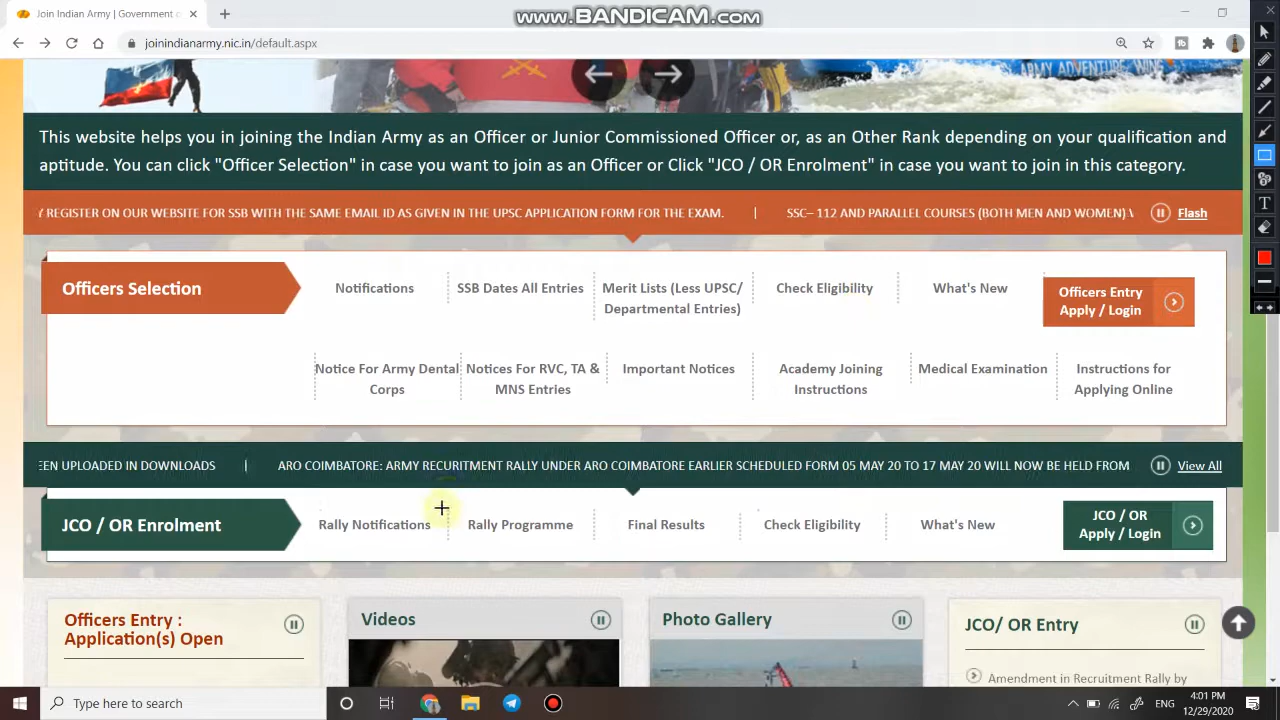 Join Indian Army | Government o
www.BANDICAM.com
joinindianarmy.nic.in/default.aspx
ARMY ADVENTURE WING
This website helps you in joining the Indian Army as an Officer or Junior Commissioned Officer or, as an Other Rank depending on your qualification and
aptitude. You can click "Officer Selection" in case you want to join as an Officer or Click "JCO / OR Enrolment" in case you want to join in this category.
Y REGISTER ON OUR WEBSITE FOR SSB WITH THE SAME EMAIL ID AS GIVEN IN THE UPSC APPLICATION FORM FOR THE EXAM. | SSC– 112 AND PARALLEL COURSES (BOTH MEN AND WOMEN) Flash
Officers Selection
Notifications
SSB Dates All Entries
Merit Lists (Less UPSC/
Departmental Entries)
Check Eligibility
What's New
Officers Entry
Apply / Login
Notice For Army Dental
Corps
Notices For RVC, TA &
MNS Entries
Important Notices
Academy Joining
Instructions
Medical Examination
Instructions for
Applying Online
EEN UPLOADED IN DOWNLOADS | ARO COIMBATORE: ARMY RECURITMENT RALLY UNDER ARO COIMBATORE EARLIER SCHEDULED FORM 05 MAY 20 TO 17 MAY 20 WILL NOW BE HELD FROM View All
JCO / OR Enrolment
Rally Notifications
Rally Programme
Final Results
Check Eligibility
What's New
JCO / OR
Apply / Login
Officers Entry :
Application(s) Open
Videos
Photo Gallery
JCO/ OR Entry
Amendment in Recruitment Rally by
Type here to search
ENG
4:01 PM
12/29/2020